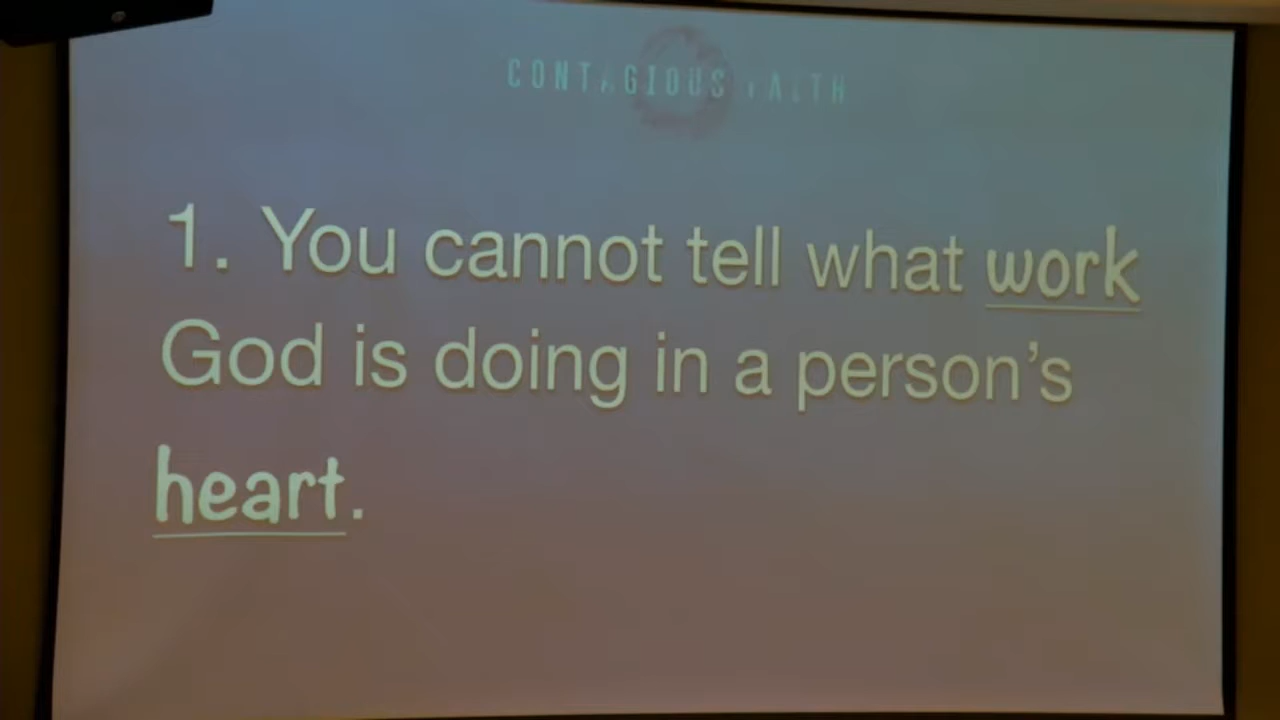 CONTAGIOUS FAITH
1. You cannot tell what work
God is doing in a person's
heart.